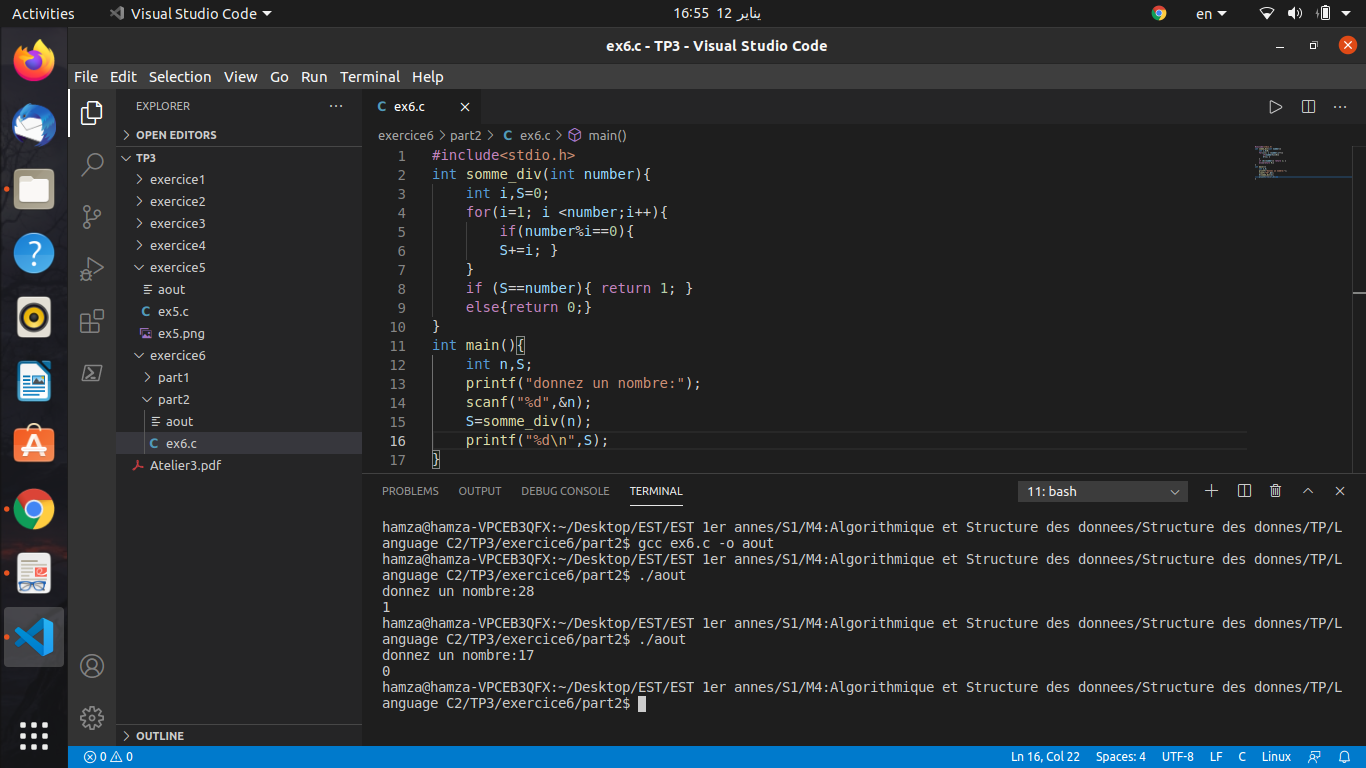 Activities Visual Studio Code 16:55 12 يناير en
ex6.c - TP3 - Visual Studio Code
File Edit Selection View Go Run Terminal Help
EXPLORER
OPEN EDITORS
TP3
exercice1
exercice2
exercice3
exercice4
exercice5
aout
ex5.c
ex5.png
exercice6
part1
part2
aout
ex6.c
Atelier3.pdf
OUTLINE
ex6.c
exercice6 > part2 > ex6.c > main()
1 #include<stdio.h>
2 int somme_div(int number){
3 int i,S=0;
4 for(i=1; i <number;i++){
5 if(number%i==0){
6 S+=i; }
7 }
8 if (S==number){ return 1; }
9 else{return 0;}
10 }
11 int main(){
12 int n,S;
13 printf("donnez un nombre:");
14 scanf("%d",&n);
15 S=somme_div(n);
16 printf("%d\n",S);
17 }
PROBLEMS OUTPUT DEBUG CONSOLE TERMINAL 11: bash
hamza@hamza-VPCEB3QFX:~/Desktop/EST/EST 1er annes/S1/M4:Algorithmique et Structure des donnees/Structure des donnes/TP/L
anguage C2/TP3/exercice6/part2$ gcc ex6.c -o aout
hamza@hamza-VPCEB3QFX:~/Desktop/EST/EST 1er annes/S1/M4:Algorithmique et Structure des donnees/Structure des donnes/TP/L
anguage C2/TP3/exercice6/part2$ ./aout
donnez un nombre:28
1
hamza@hamza-VPCEB3QFX:~/Desktop/EST/EST 1er annes/S1/M4:Algorithmique et Structure des donnees/Structure des donnes/TP/L
anguage C2/TP3/exercice6/part2$ ./aout
donnez un nombre:17
0
hamza@hamza-VPCEB3QFX:~/Desktop/EST/EST 1er annes/S1/M4:Algorithmique et Structure des donnees/Structure des donnes/TP/L
anguage C2/TP3/exercice6/part2$
0 0 Ln 16, Col 22 Spaces: 4 UTF-8 LF C Linux